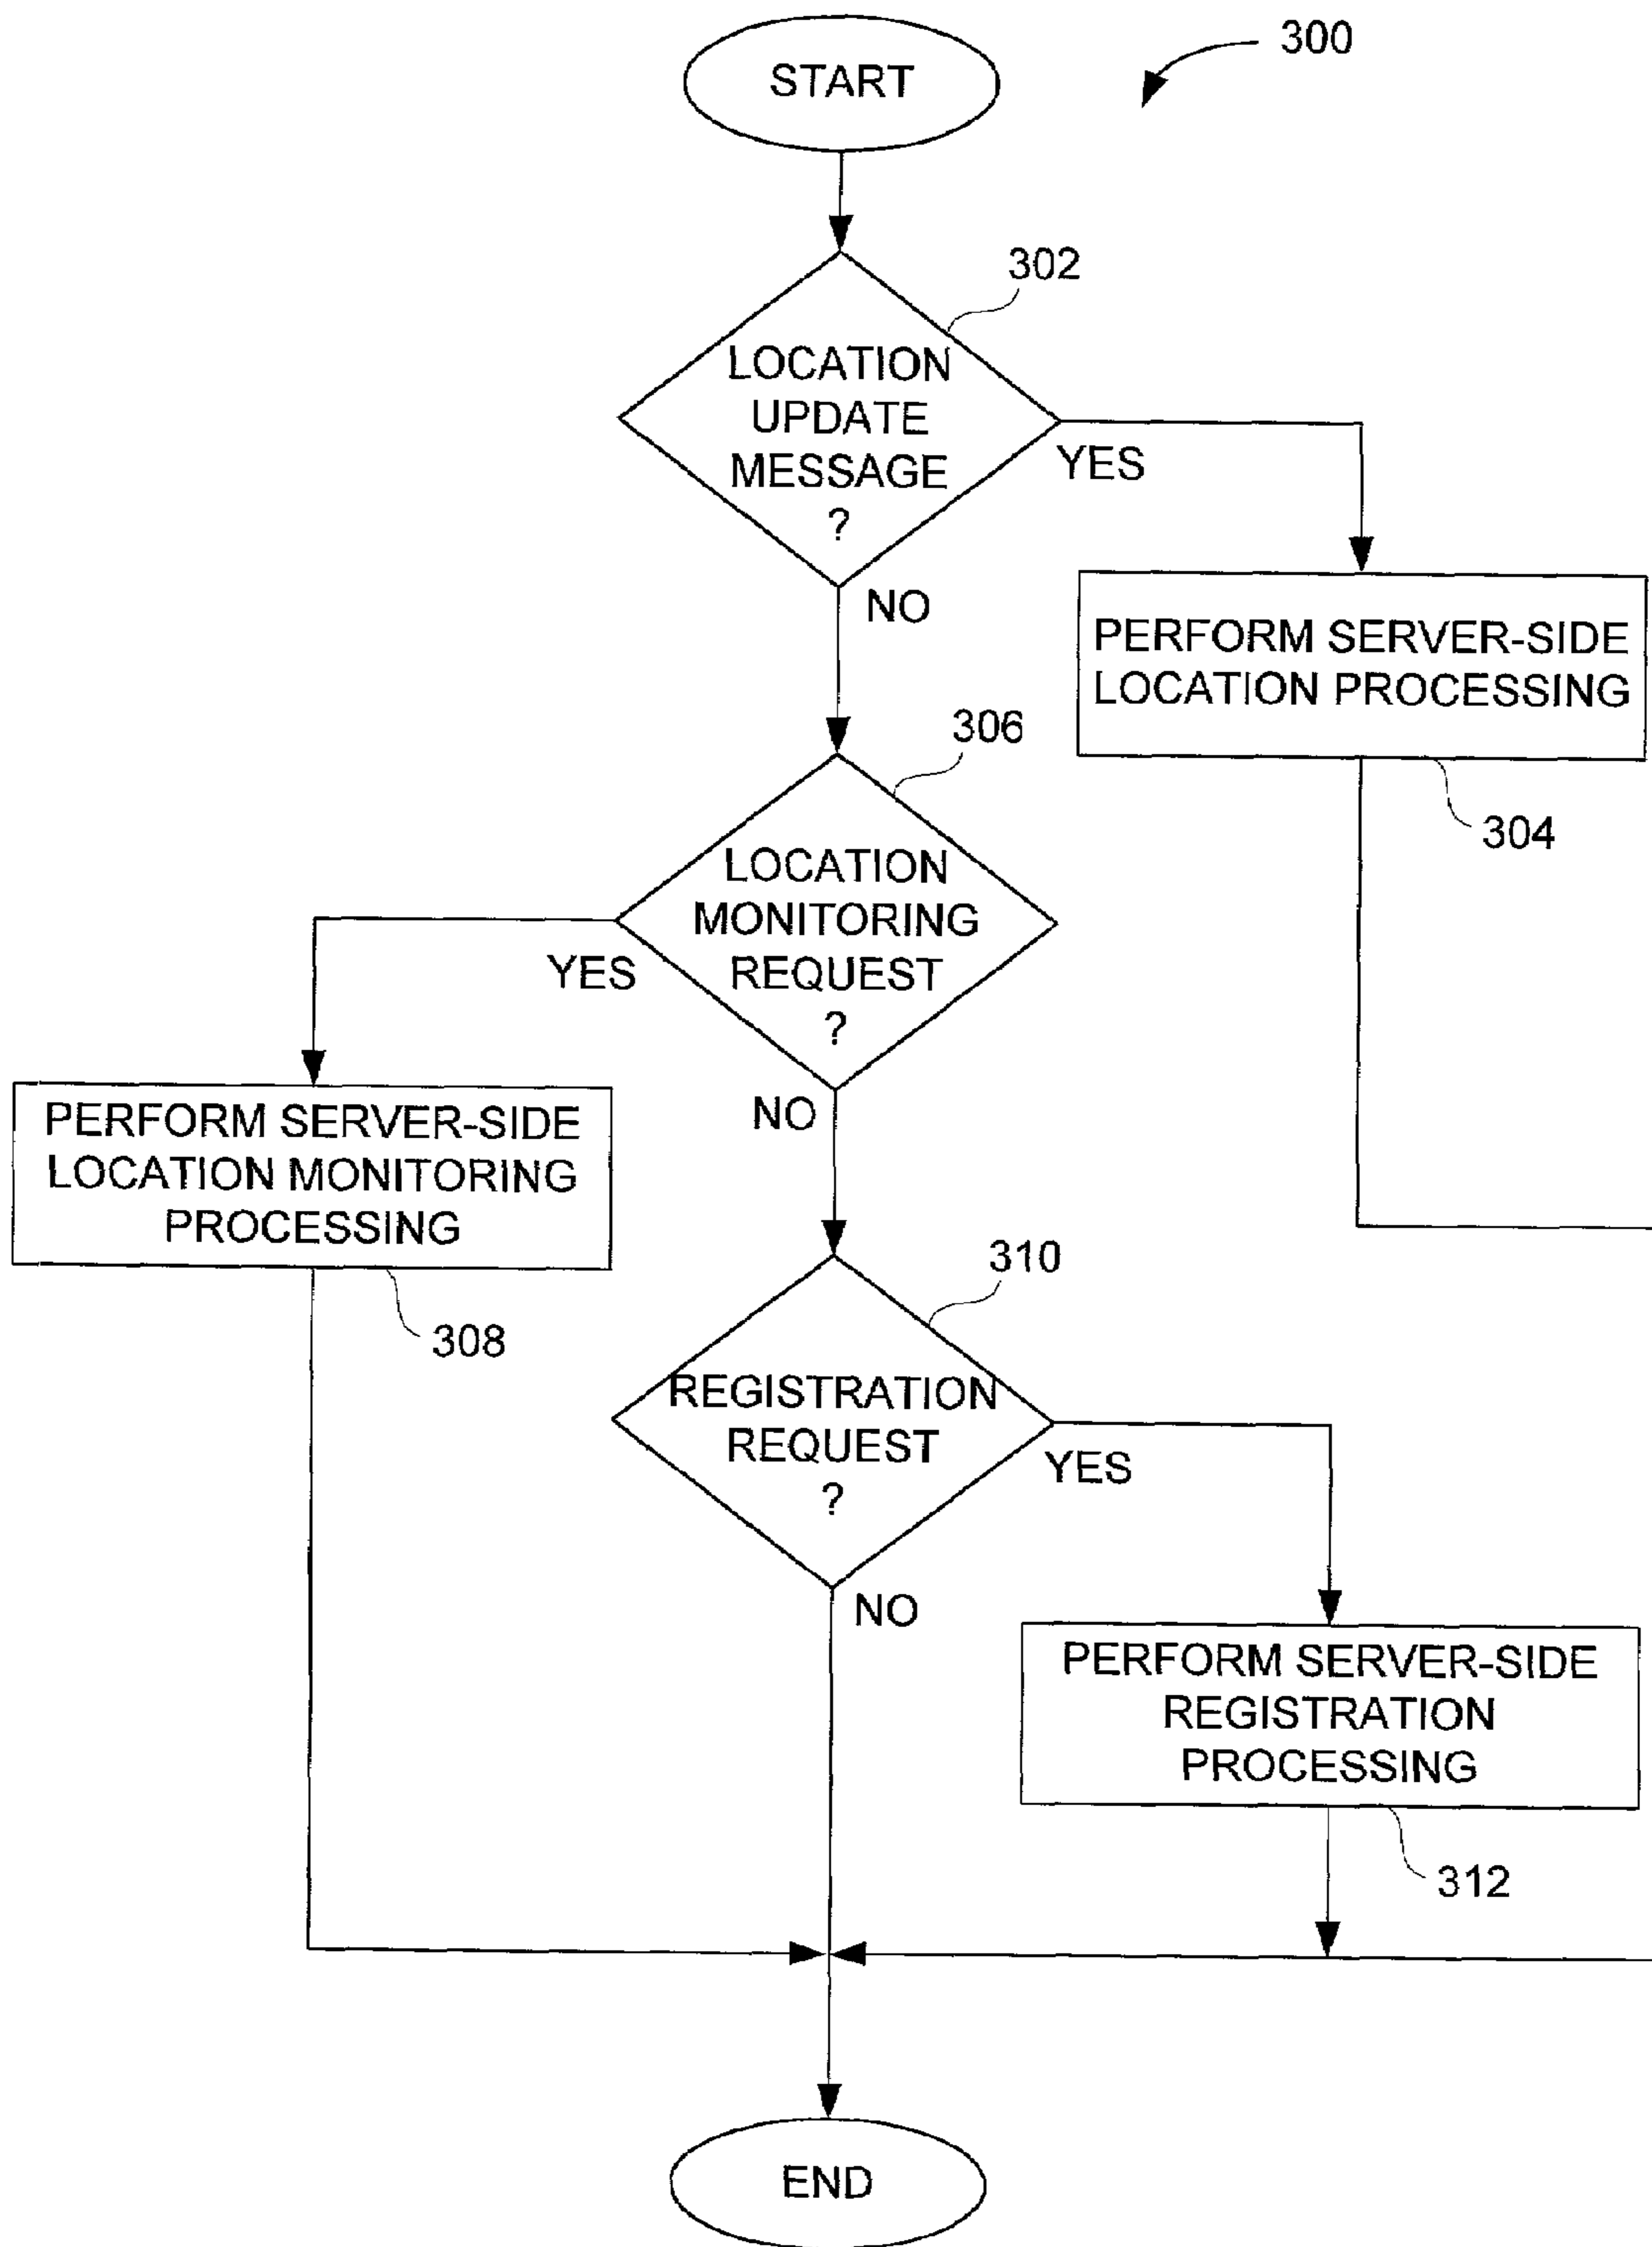 START
300
302
LOCATION
UPDATE
MESSAGE
?
YES
NO
PERFORM SERVER-SIDE
LOCATION PROCESSING
304
306
LOCATION
MONITORING
REQUEST
?
YES
NO
PERFORM SERVER-SIDE
LOCATION MONITORING
PROCESSING
308
310
REGISTRATION
REQUEST
?
YES
NO
PERFORM SERVER-SIDE
REGISTRATION
PROCESSING
312
END